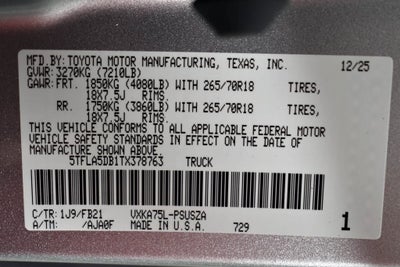 MFD.BY: TOYOTA MOTOR MANUFACTURING, TEXAS, INC. 12/25
GVWR: 3270KG (7210LB)
GAWR: FRT. 1850KG (4080LB) WITH 265/70R18 TIRES,
18X7.5J RIMS
RR. 1750KG (3860LB) WITH 265/70R18 TIRES,
18X7.5J RIMS
THIS VEHICLE CONFORMS TO ALL APPLICABLE FEDERAL MOTOR
VEHICLE SAFETY STANDARDS IN EFFECT ON THE DATE OF
MANUFACTURE SHOWN ABOVE.
5TFLA5DB1TX378763 TRUCK
C/TR: 1J9/FB21 VXKA75L-PSUSZA
A/TM: /AJA0F MADE IN U.S.A. 729
1